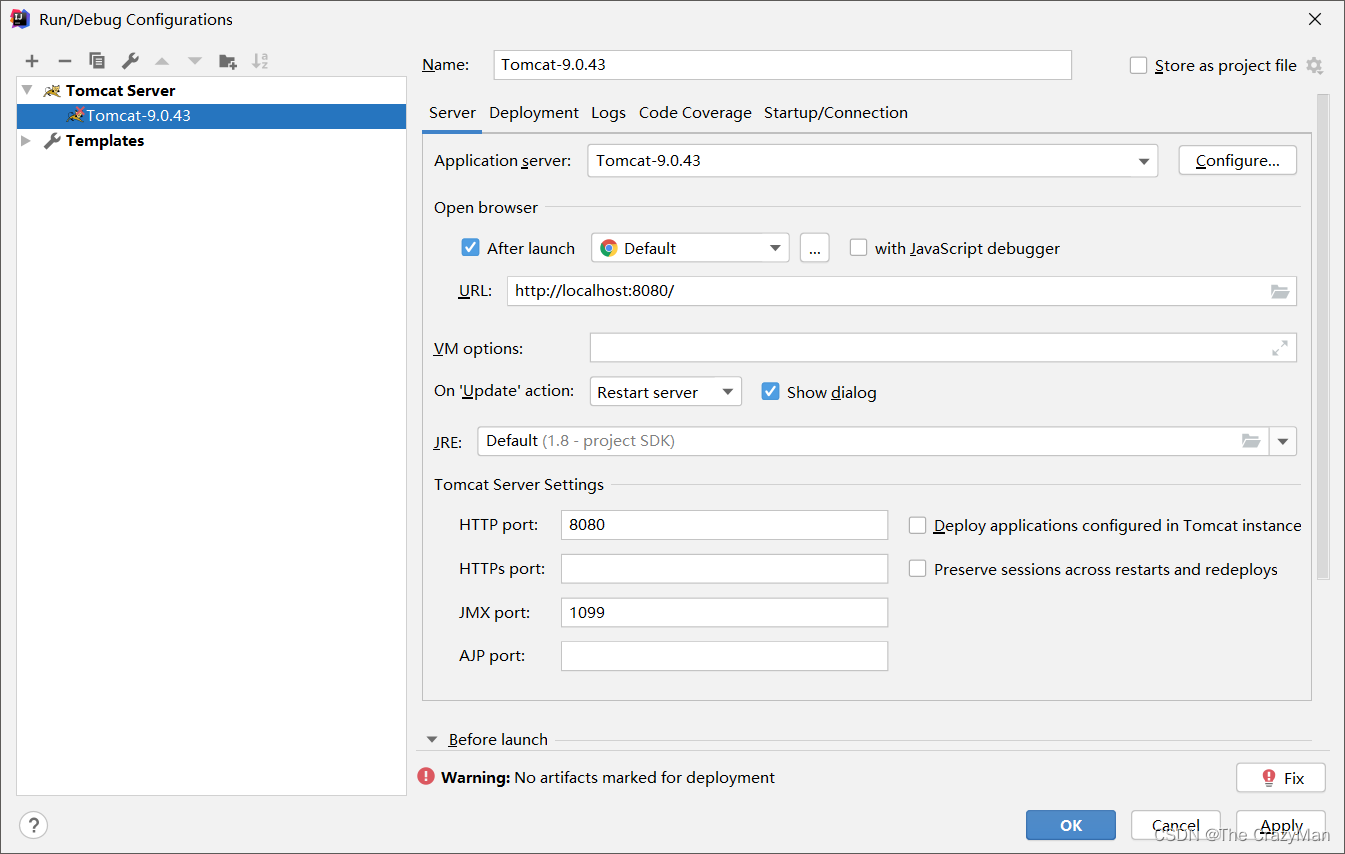 Run/Debug Configurations
Name: Tomcat-9.0.43 Store as project file
Tomcat Server
Tomcat-9.0.43
Templates
Server Deployment Logs Code Coverage Startup/Connection
Application server: Tomcat-9.0.43 Configure...
Open browser
After launch Default ... with JavaScript debugger
URL: http://localhost:8080/
VM options:
On 'Update' action: Restart server Show dialog
JRE: Default (1.8 - project SDK)
Tomcat Server Settings
HTTP port: 8080 Deploy applications configured in Tomcat instance
HTTPs port: Preserve sessions across restarts and redeploys
JMX port: 1099
AJP port:
Before launch
Warning: No artifacts marked for deployment Fix
? OK Cancel Apply
CSDN @The CrazyMan